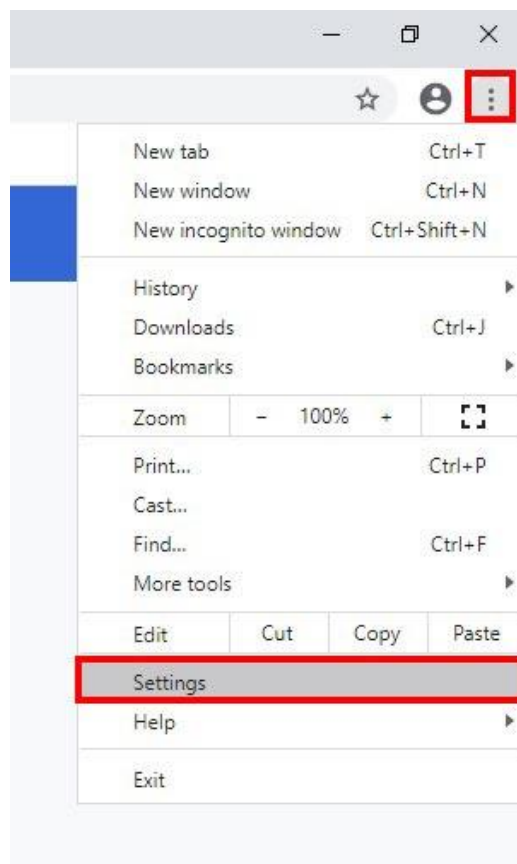 New tab Ctrl+T
New window Ctrl+N
New incognito window Ctrl+Shift+N
History
Downloads Ctrl+J
Bookmarks
Zoom - 100% +
Print... Ctrl+P
Cast...
Find... Ctrl+F
More tools
Edit Cut Copy Paste
Settings
Help
Exit